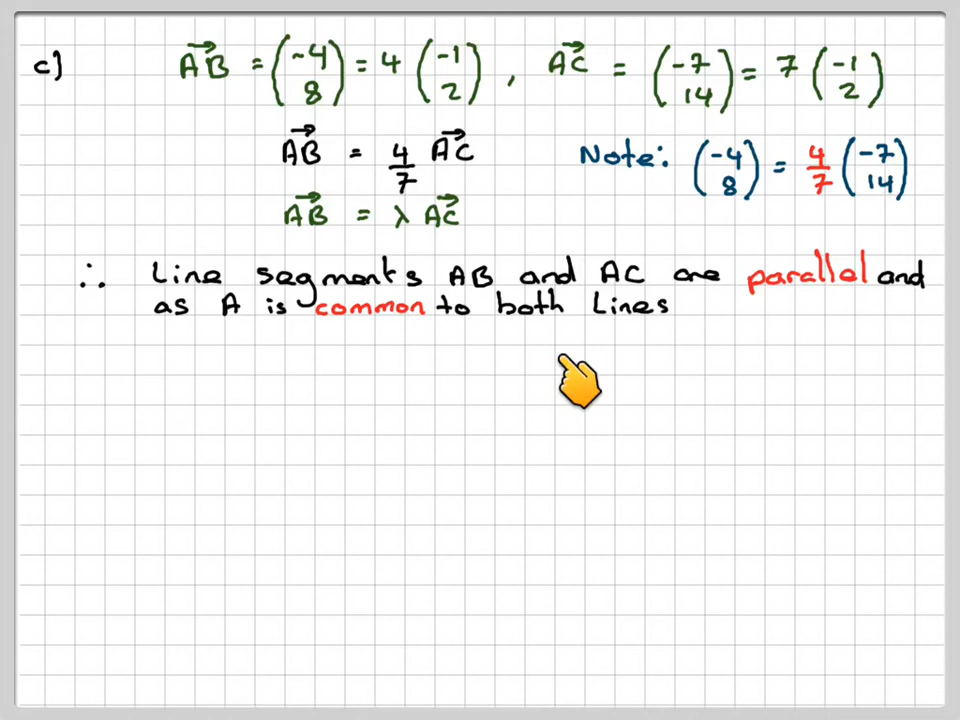 c) AB = (-4 8) = 4 (-1 2) , AC = (-7 14) = 7 (-1 2)
AB = 4/7 AC
Note: (-4 8) = 4/7 (-7 14)
AB = λ AC
∴ Line segments AB and AC are parallel and
as A is common to both Lines